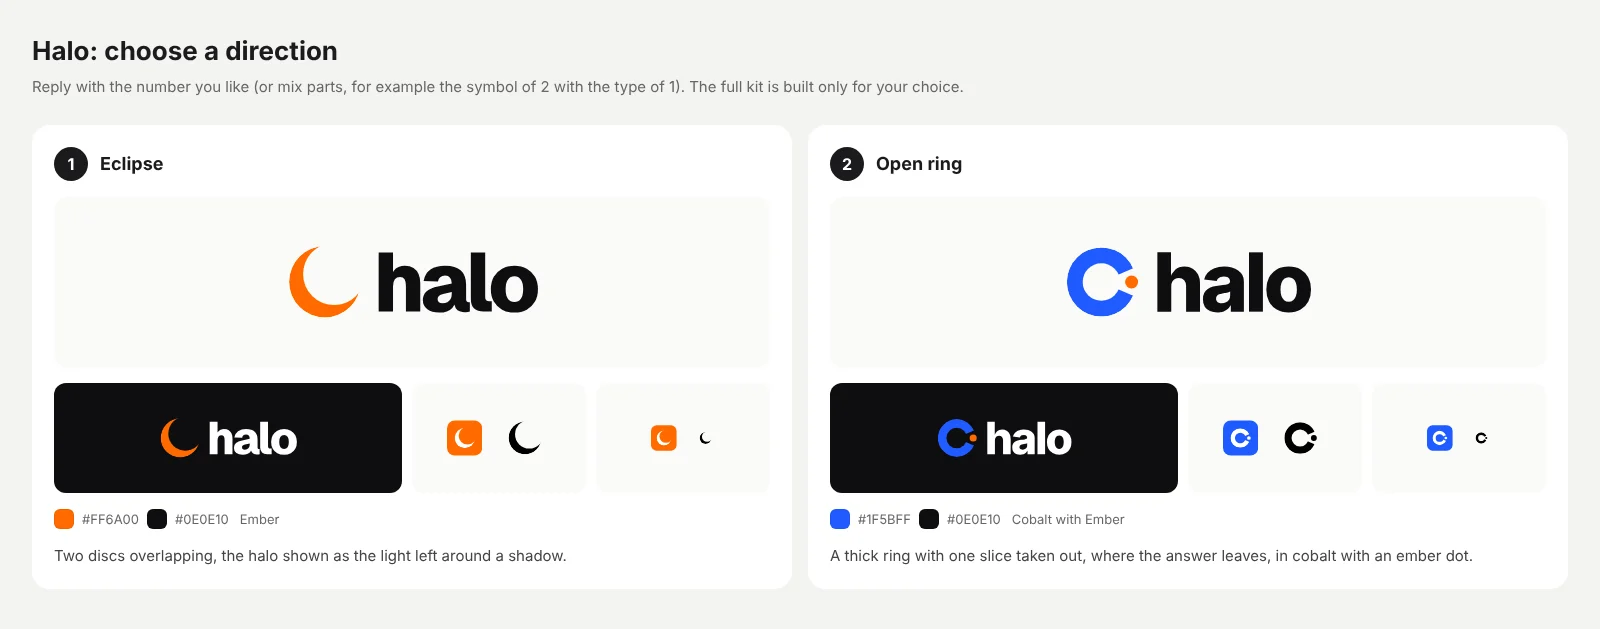 Halo: choose a direction
Reply with the number you like (or mix parts, for example the symbol of 2 with the type of 1). The full kit is built only for your choice.
1 Eclipse
halo
halo
#FF6A00 #0E0E10 Ember
Two discs overlapping, the halo shown as the light left around a shadow.
2 Open ring
halo
halo
#1F5BFF #0E0E10 Cobalt with Ember
A thick ring with one slice taken out, where the answer leaves, in cobalt with an ember dot.